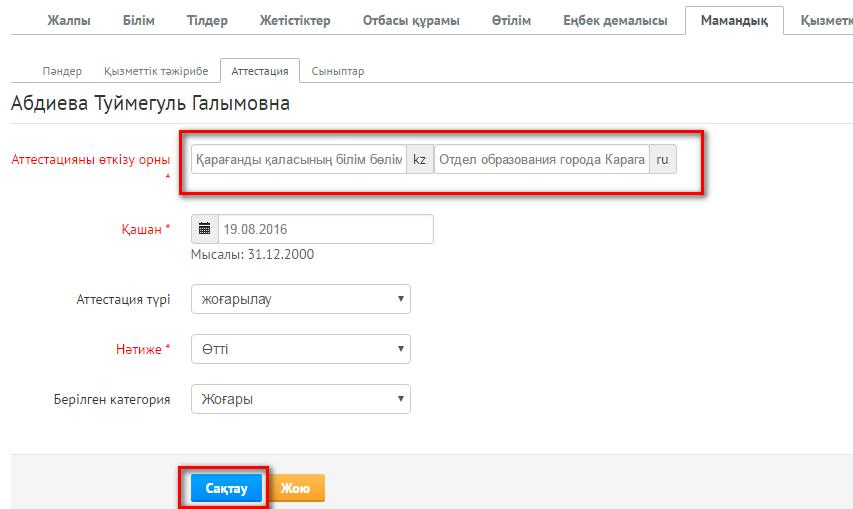 Жалпы Білім Тілдер Жетістіктер Отбасы құрамы Өтілім Еңбек демалысы Мамандық
Пәндер Қызметтік тәжірибе Аттестация Сыныптар
Абдиева Туймегуль Галымовна
Аттестацияны өткізу орны * Қарағанды қаласының білім бөлім kz Отдел образования города Карага ru
Қашан * 19.08.2016
Мысалы: 31.12.2000
Аттестация түрі жоғарылау
Нәтиже * Өтті
Берілген категория Жоғары
Сақтау Жою